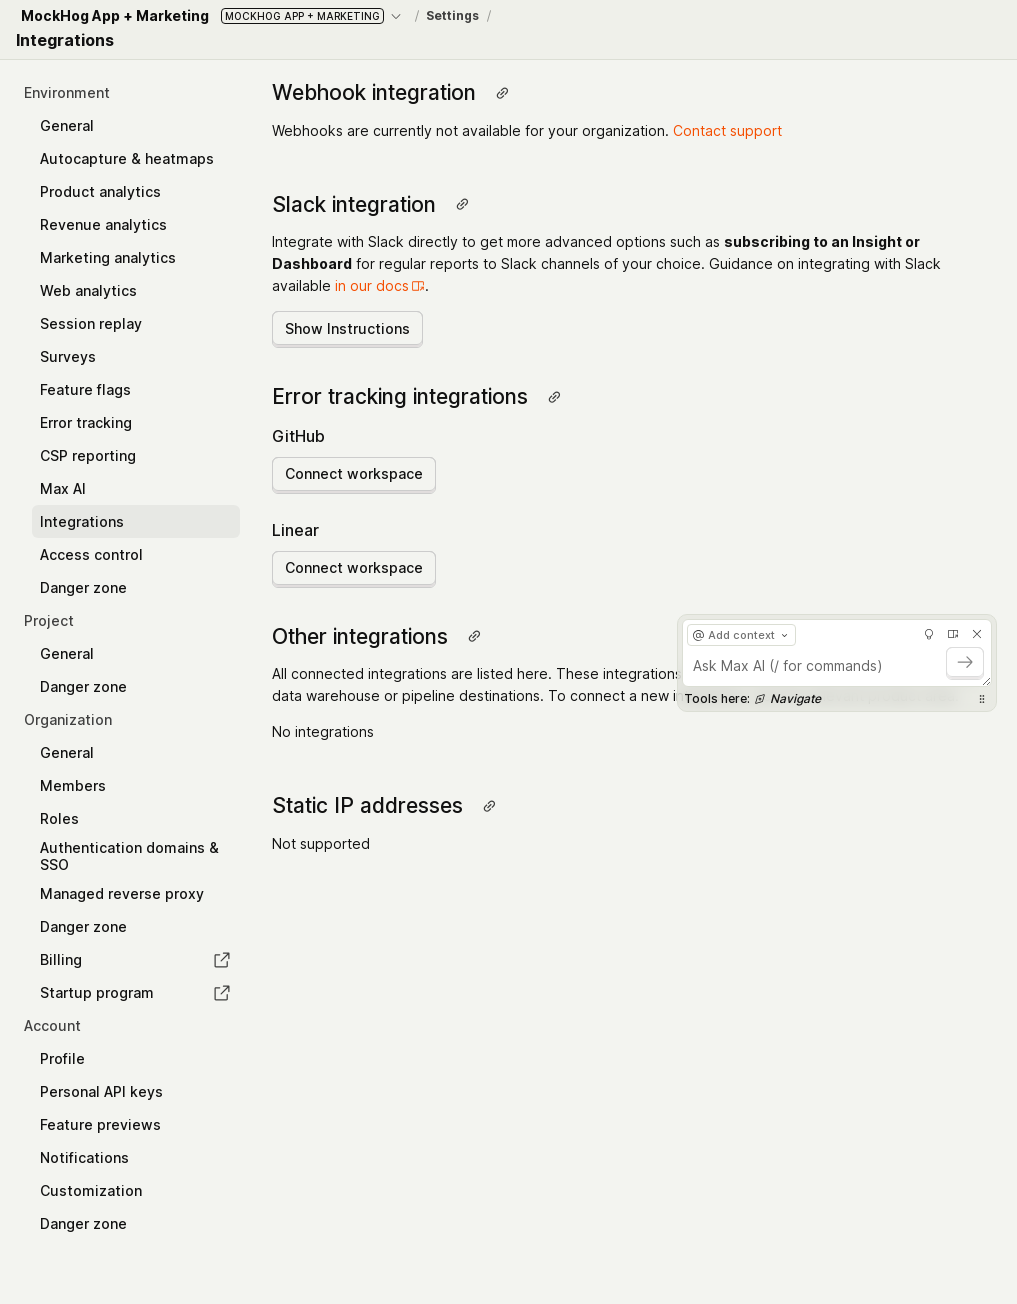 MockHog App + Marketing MOCKHOG APP + MARKETING / Settings /
Integrations
Environment
General
Autocapture & heatmaps
Product analytics
Revenue analytics
Marketing analytics
Web analytics
Session replay
Surveys
Feature flags
Error tracking
CSP reporting
Max AI
Integrations
Access control
Danger zone
Project
General
Danger zone
Organization
General
Members
Roles
Authentication domains &
SSO
Managed reverse proxy
Danger zone
Billing
Startup program
Account
Profile
Personal API keys
Feature previews
Notifications
Customization
Danger zone
Webhook integration
Webhooks are currently not available for your organization. Contact support
Slack integration
Integrate with Slack directly to get more advanced options such as subscribing to an Insight or
Dashboard for regular reports to Slack channels of your choice. Guidance on integrating with Slack
available in our docs.
Show Instructions
Error tracking integrations
GitHub
Connect workspace
Linear
Connect workspace
Other integrations
All connected integrations are listed here. These integrations
data warehouse or pipeline destinations. To connect a new
No integrations
Static IP addresses
Not supported
@ Add context
Ask Max AI (/ for commands)
Tools here: Navigate